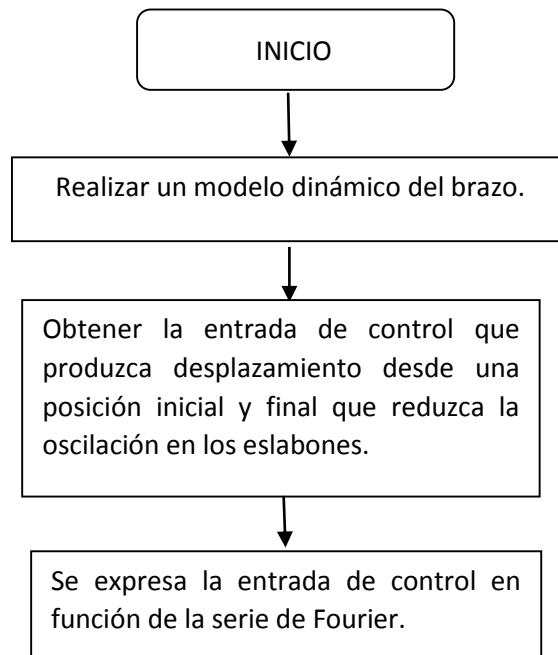 INICIO
Realizar un modelo dinámico del brazo.
Obtener la entrada de control que
produzca desplazamiento desde una
posición inicial y final que reduzca la
oscilación en los eslabones.
Se expresa la entrada de control en
función de la serie de Fourier.